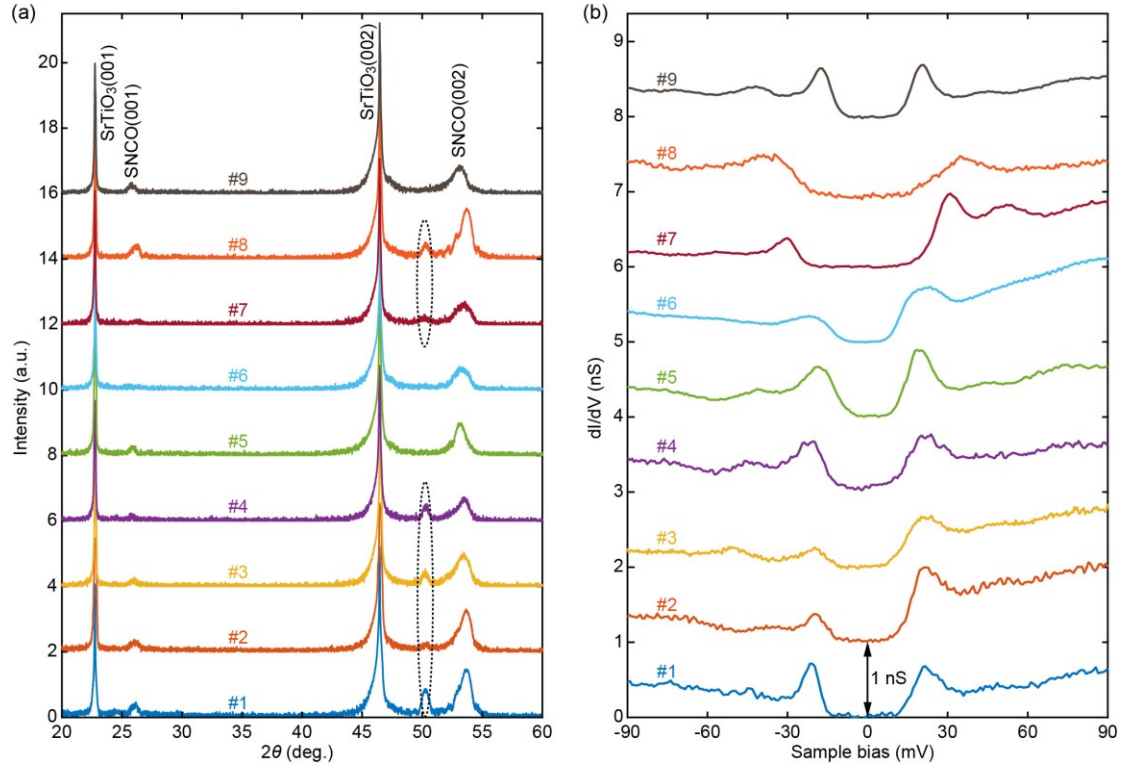 (a)
20
18
16
14
12
10
8
6
4
2
0
Intensity (a.u.)
SrTiO3(001)
SNCO(001)
SrTiO3(002)
SNCO(002)
#9
#8
#7
#6
#5
#4
#3
#2
#1
20 25 30 35 40 45 50 55 60
2θ (deg.)
(b)
8
7
6
5
4
3
2
1
0
dI/dV (nS)
#9
#8
#7
#6
#5
#4
#3
#2
#1
1 nS
-90 -60 -30 0 30 60 90
Sample bias (mV)